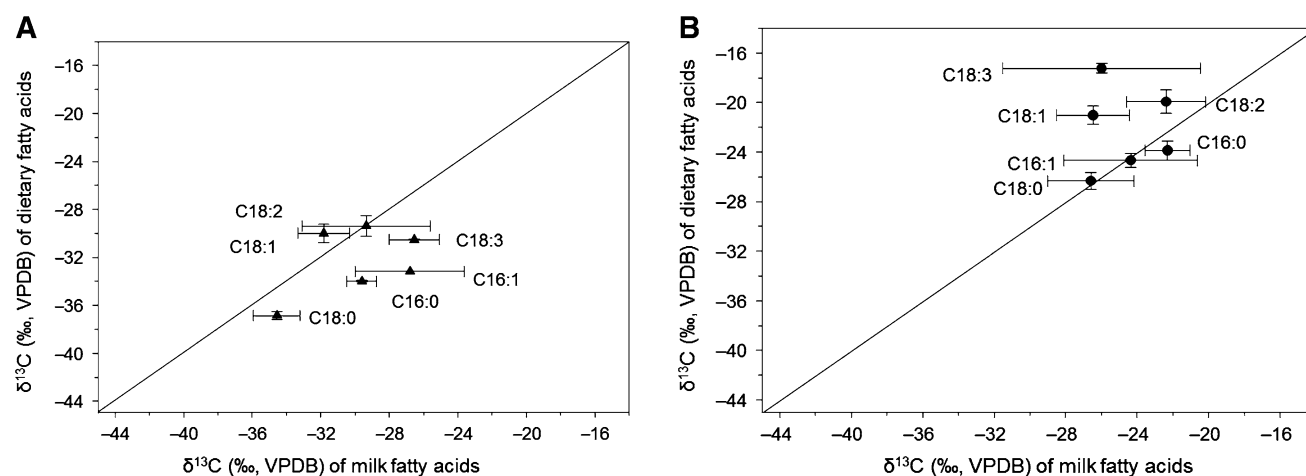 A
B
δ13C (‰, VPDB) of dietary fatty acids
–16
–20
–24
–28
–32
–36
–40
–44
C18:2
C18:1
C18:3
C16:1
C16:0
C18:0
–44 –40 –36 –32 –28 –24 –20 –16
δ13C (‰, VPDB) of milk fatty acids
δ13C (‰, VPDB) of dietary fatty acids
–16
–20
–24
–28
–32
–36
–40
–44
C18:3
C18:2
C18:1
C16:0
C16:1
C18:0
–44 –40 –36 –32 –28 –24 –20 –16
δ13C (‰, VPDB) of milk fatty acids